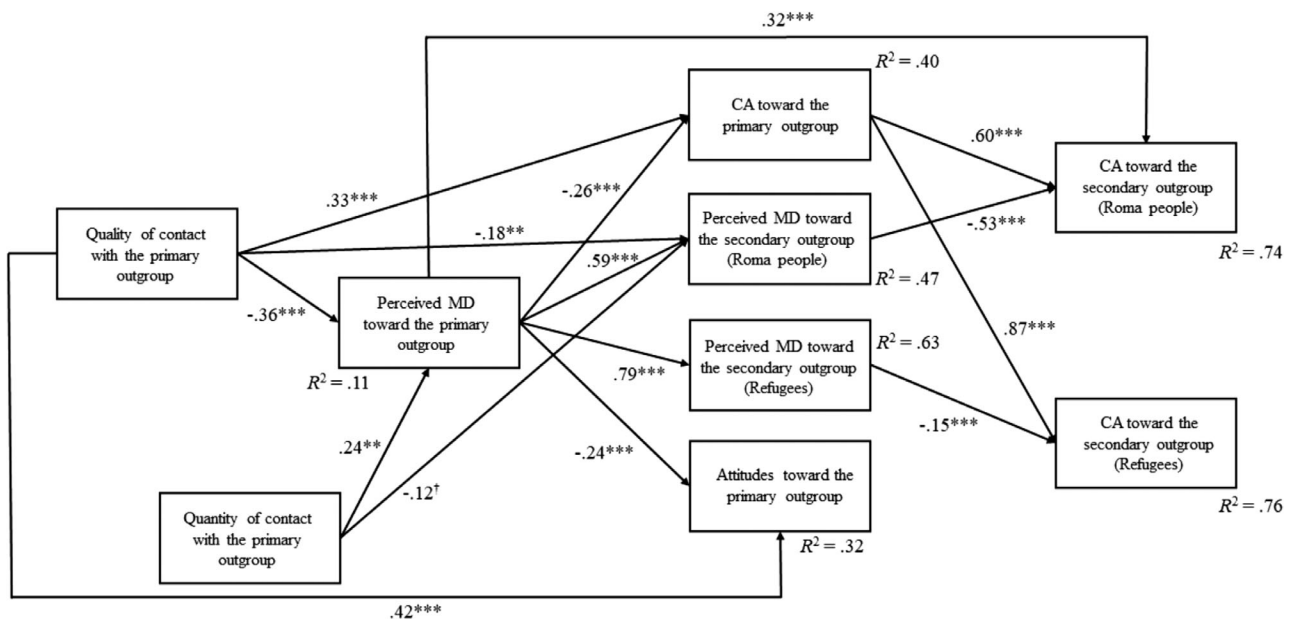 .32***
R² = .40
CA toward the
primary outgroup
.60***
CA toward the
secondary outgroup
(Roma people)
R² = .74
-.26***
.33***
Perceived MD toward
the secondary outgroup
(Roma people)
-.53***
R² = .47
Quality of contact
with the primary
outgroup
-.18**
.59***
-.36***
Perceived MD
toward the primary
outgroup
R² = .11
Perceived MD toward
the secondary outgroup
(Refugees)
R² = .63
.87***
.79***
-.15***
CA toward the
secondary outgroup
(Refugees)
R² = .76
.24**
-.24***
-.12†
Attitudes toward the
primary outgroup
R² = .32
Quantity of contact
with the primary
outgroup
.42***